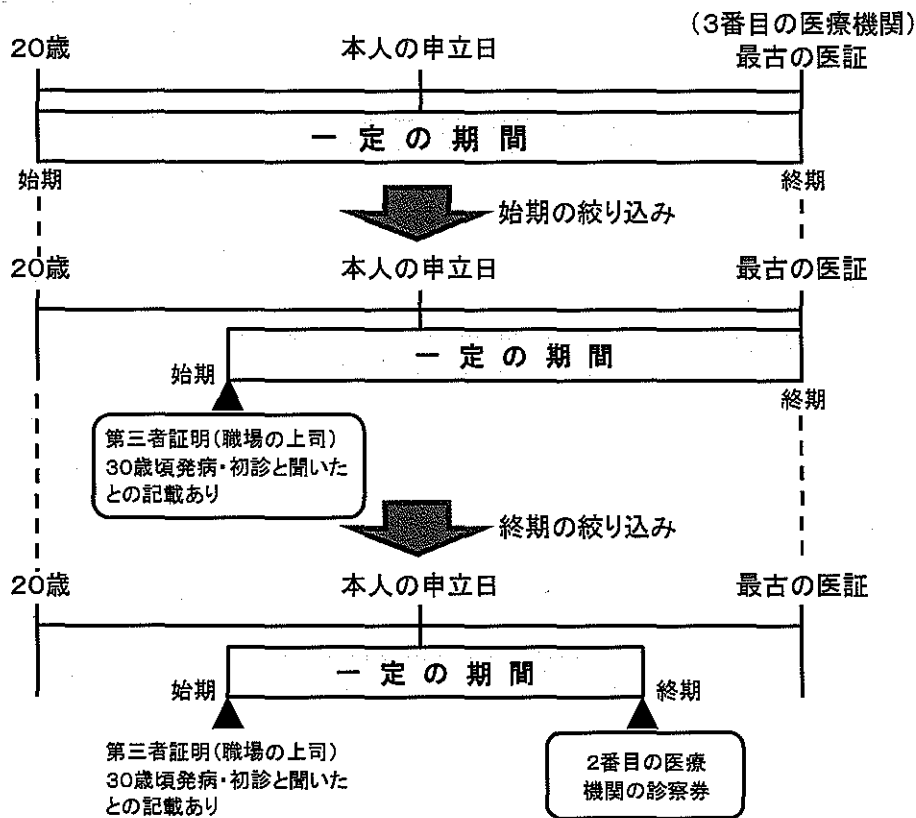 (3番目の医療機関)
20歳 本人の申立日 最古の医証
一定の期間
始期 終期
始期の絞り込み
20歳 本人の申立日 最古の医証
一定の期間
始期 終期
第三者証明(職場の上司)
30歳頃発病・初診と聞いた
との記載あり
終期の絞り込み
20歳 本人の申立日 最古の医証
一定の期間
始期 終期
第三者証明(職場の上司)
30歳頃発病・初診と聞いた
との記載あり
2番目の医療
機関の診察券